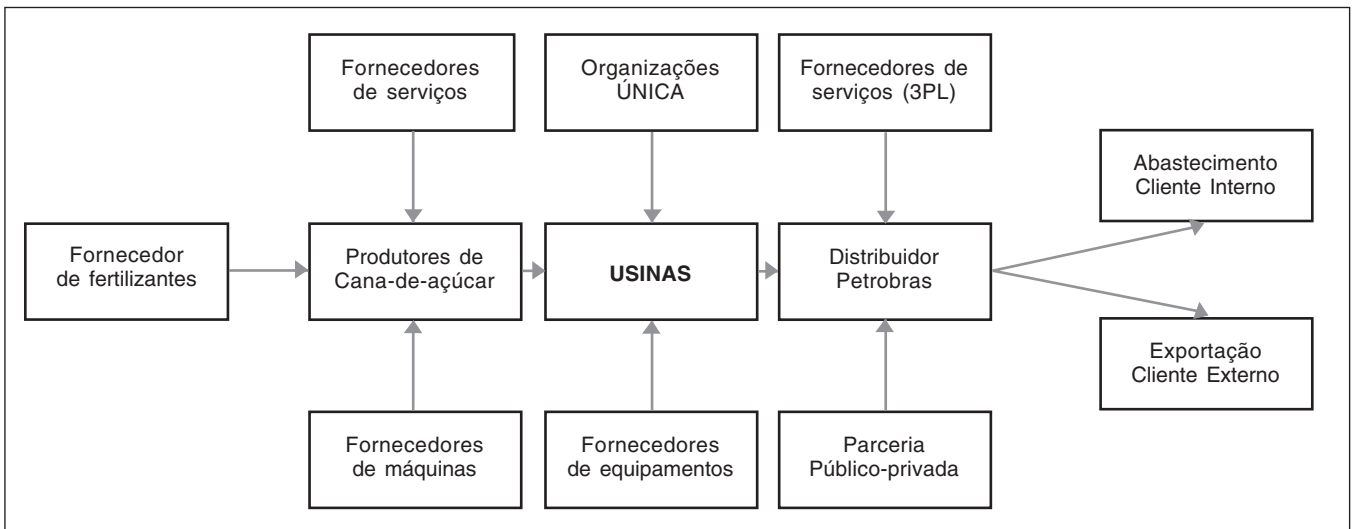 Fornecedores
de serviços
Organizações
ÚNICA
Fornecedores de
serviços (3PL)
Abastecimento
Cliente Interno
Fornecedor
de fertilizantes
Produtores de
Cana-de-açúcar
USINAS
Distribuidor
Petrobras
Exportação
Cliente Externo
Fornecedores
de máquinas
Fornecedores
de equipamentos
Parceria
Público-privada